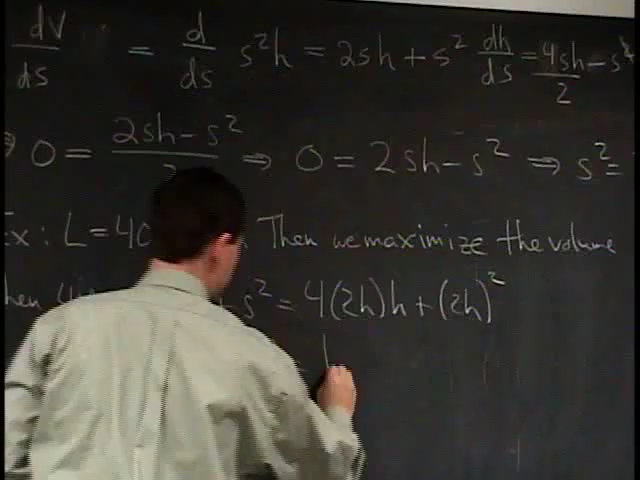 dV/ds = d/ds s²h = 2sh + s² dh/ds = 4sh - s⁴/2
0 = 2sh - s²/2 ⇒ 0 = 2sh - s² ⇒ s² =
Ex: L = 40 Then we maximize the volume
s² = 4(2h)h + (2h)²
=